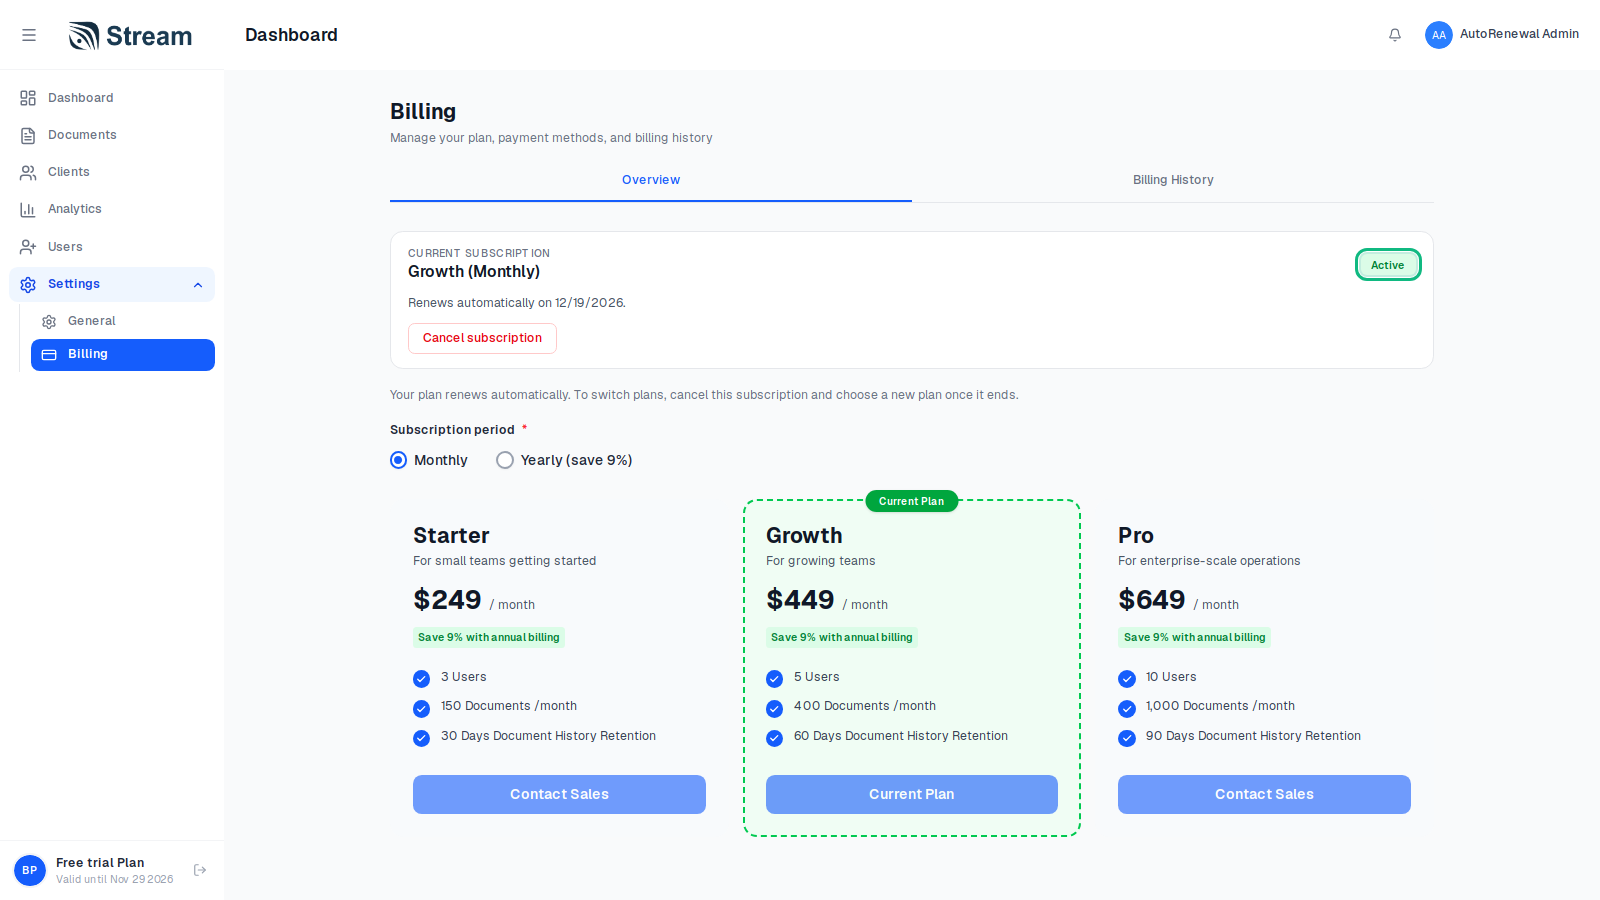 Stream
Dashboard
AA
AutoRenewal Admin
Dashboard
Documents
Clients
Analytics
Users
Settings
General
Billing
Free trial Plan
BP
Valid until Nov 29 2026
Billing
Manage your plan, payment methods, and billing history
Overview
Billing History
CURRENT SUBSCRIPTION
Growth (Monthly)
Active
Renews automatically on 12/19/2026.
Cancel subscription
Your plan renews automatically. To switch plans, cancel this subscription and choose a new plan once it ends.
Subscription period *
Monthly
Yearly (save 9%)
Starter
For small teams getting started
$249 / month
Save 9% with annual billing
3 Users
150 Documents /month
30 Days Document History Retention
Contact Sales
Current Plan
Growth
For growing teams
$449 / month
Save 9% with annual billing
5 Users
400 Documents /month
60 Days Document History Retention
Current Plan
Pro
For enterprise-scale operations
$649 / month
Save 9% with annual billing
10 Users
1,000 Documents /month
90 Days Document History Retention
Contact Sales